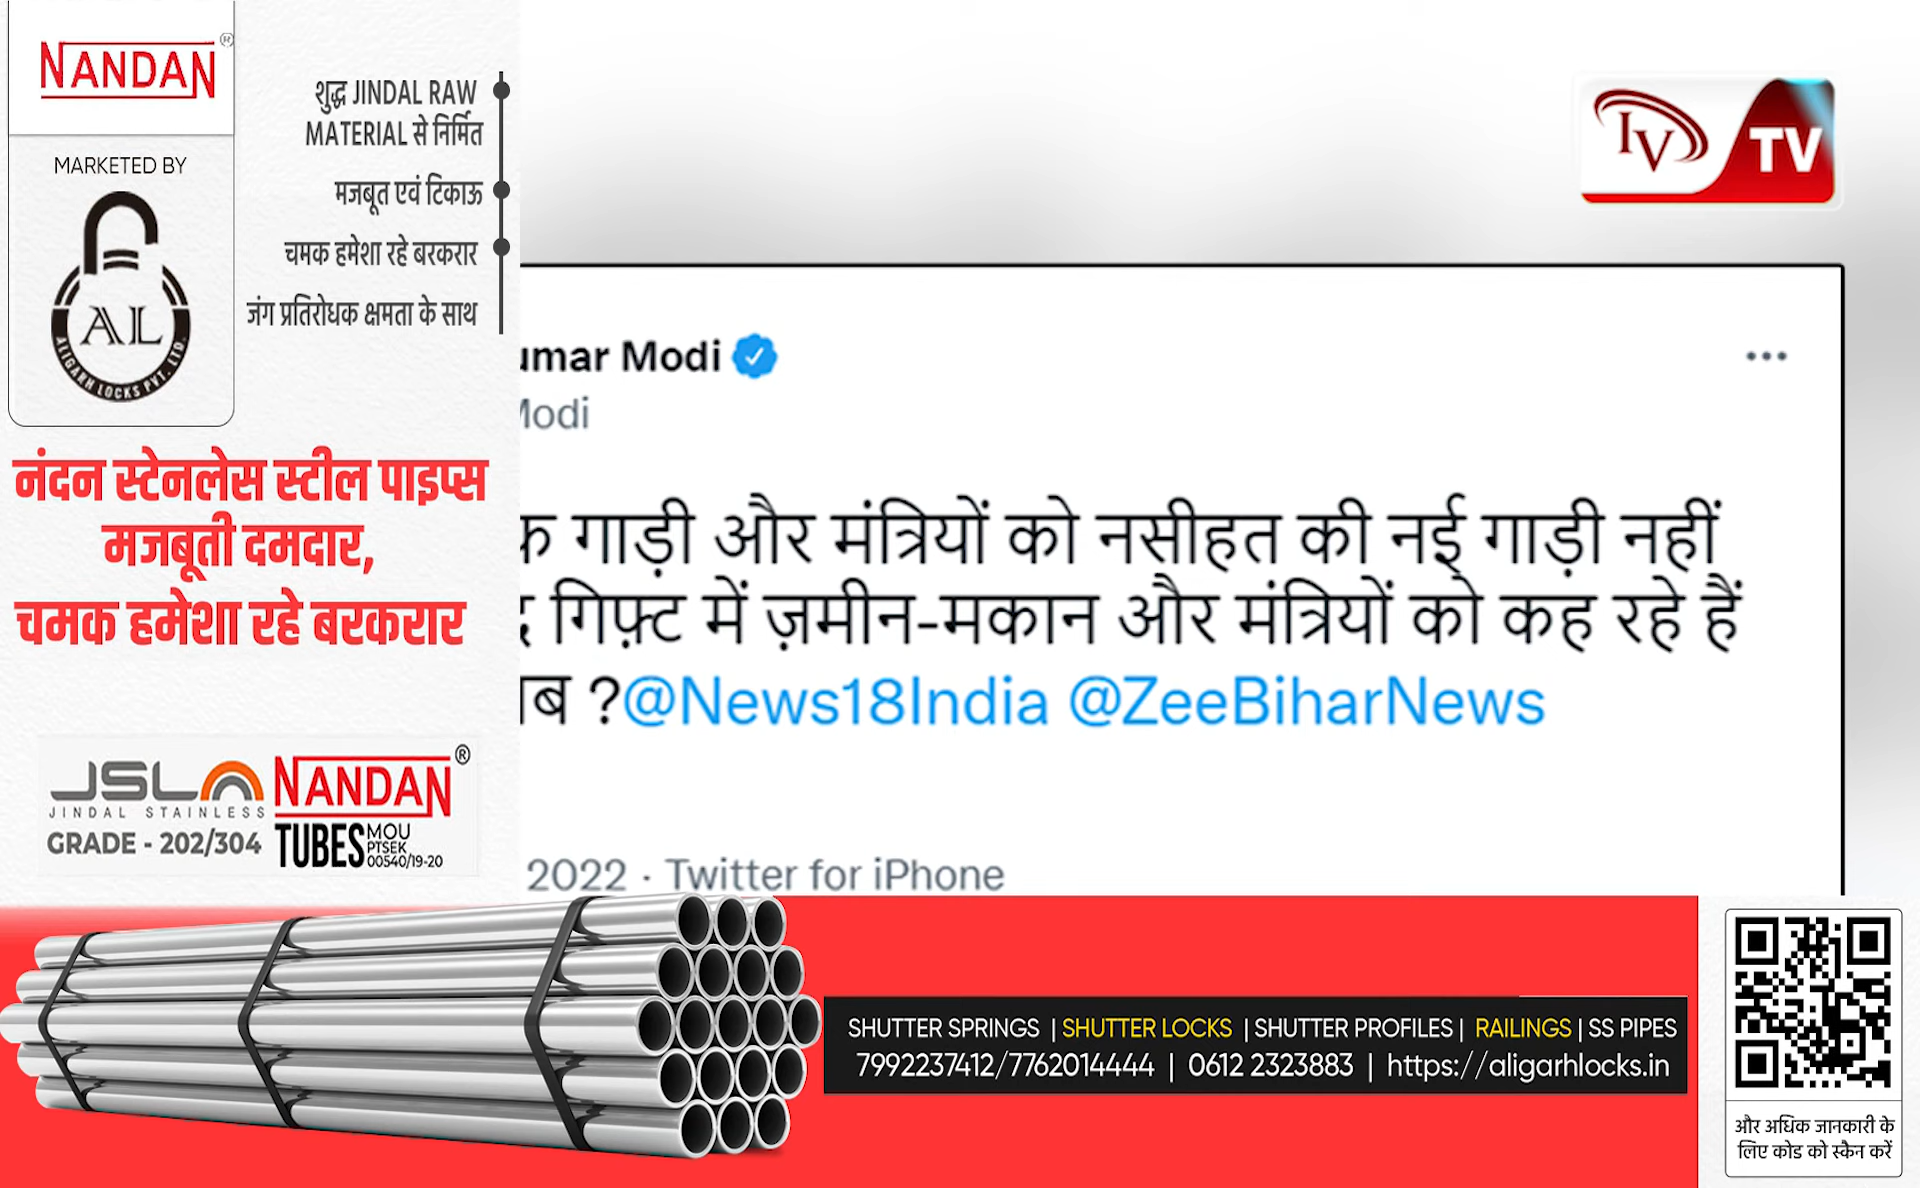 NANDAN®
MARKETED BY
AL
ALIGARH LOCKS PVT. LTD.
शुद्ध JINDAL RAW
MATERIAL से निर्मित
मजबूत एवं टिकाऊ
चमक हमेशा रहे बरकरार
जंग प्रतिरोधक क्षमता के साथ
नंदन स्टेनलेस स्टील पाइप्स
मजबूती दमदार,
चमक हमेशा रहे बरकरार
JSL
JINDAL STAINLESS
GRADE - 202/304
NANDAN®
TUBES
MOU
PTSEK
00540/19-20
IV TV
umar Modi
Modi
गाड़ी और मंत्रियों को नसीहत की नई गाड़ी नहीं
गिफ़्ट में ज़मीन-मकान और मंत्रियों को कह रहे हैं
?@News18India @ZeeBiharNews
2022 · Twitter for iPhone
SHUTTER SPRINGS | SHUTTER LOCKS | SHUTTER PROFILES | RAILINGS | SS PIPES
7992237412/7762014444 | 0612 2323883 | https://aligarhlocks.in
और अधिक जानकारी के
लिए कोड को स्कैन करें